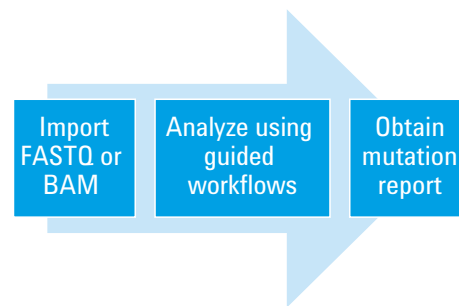 Import
FASTQ or
BAM
Analyze using
guided
workflows
Obtain
mutation
report